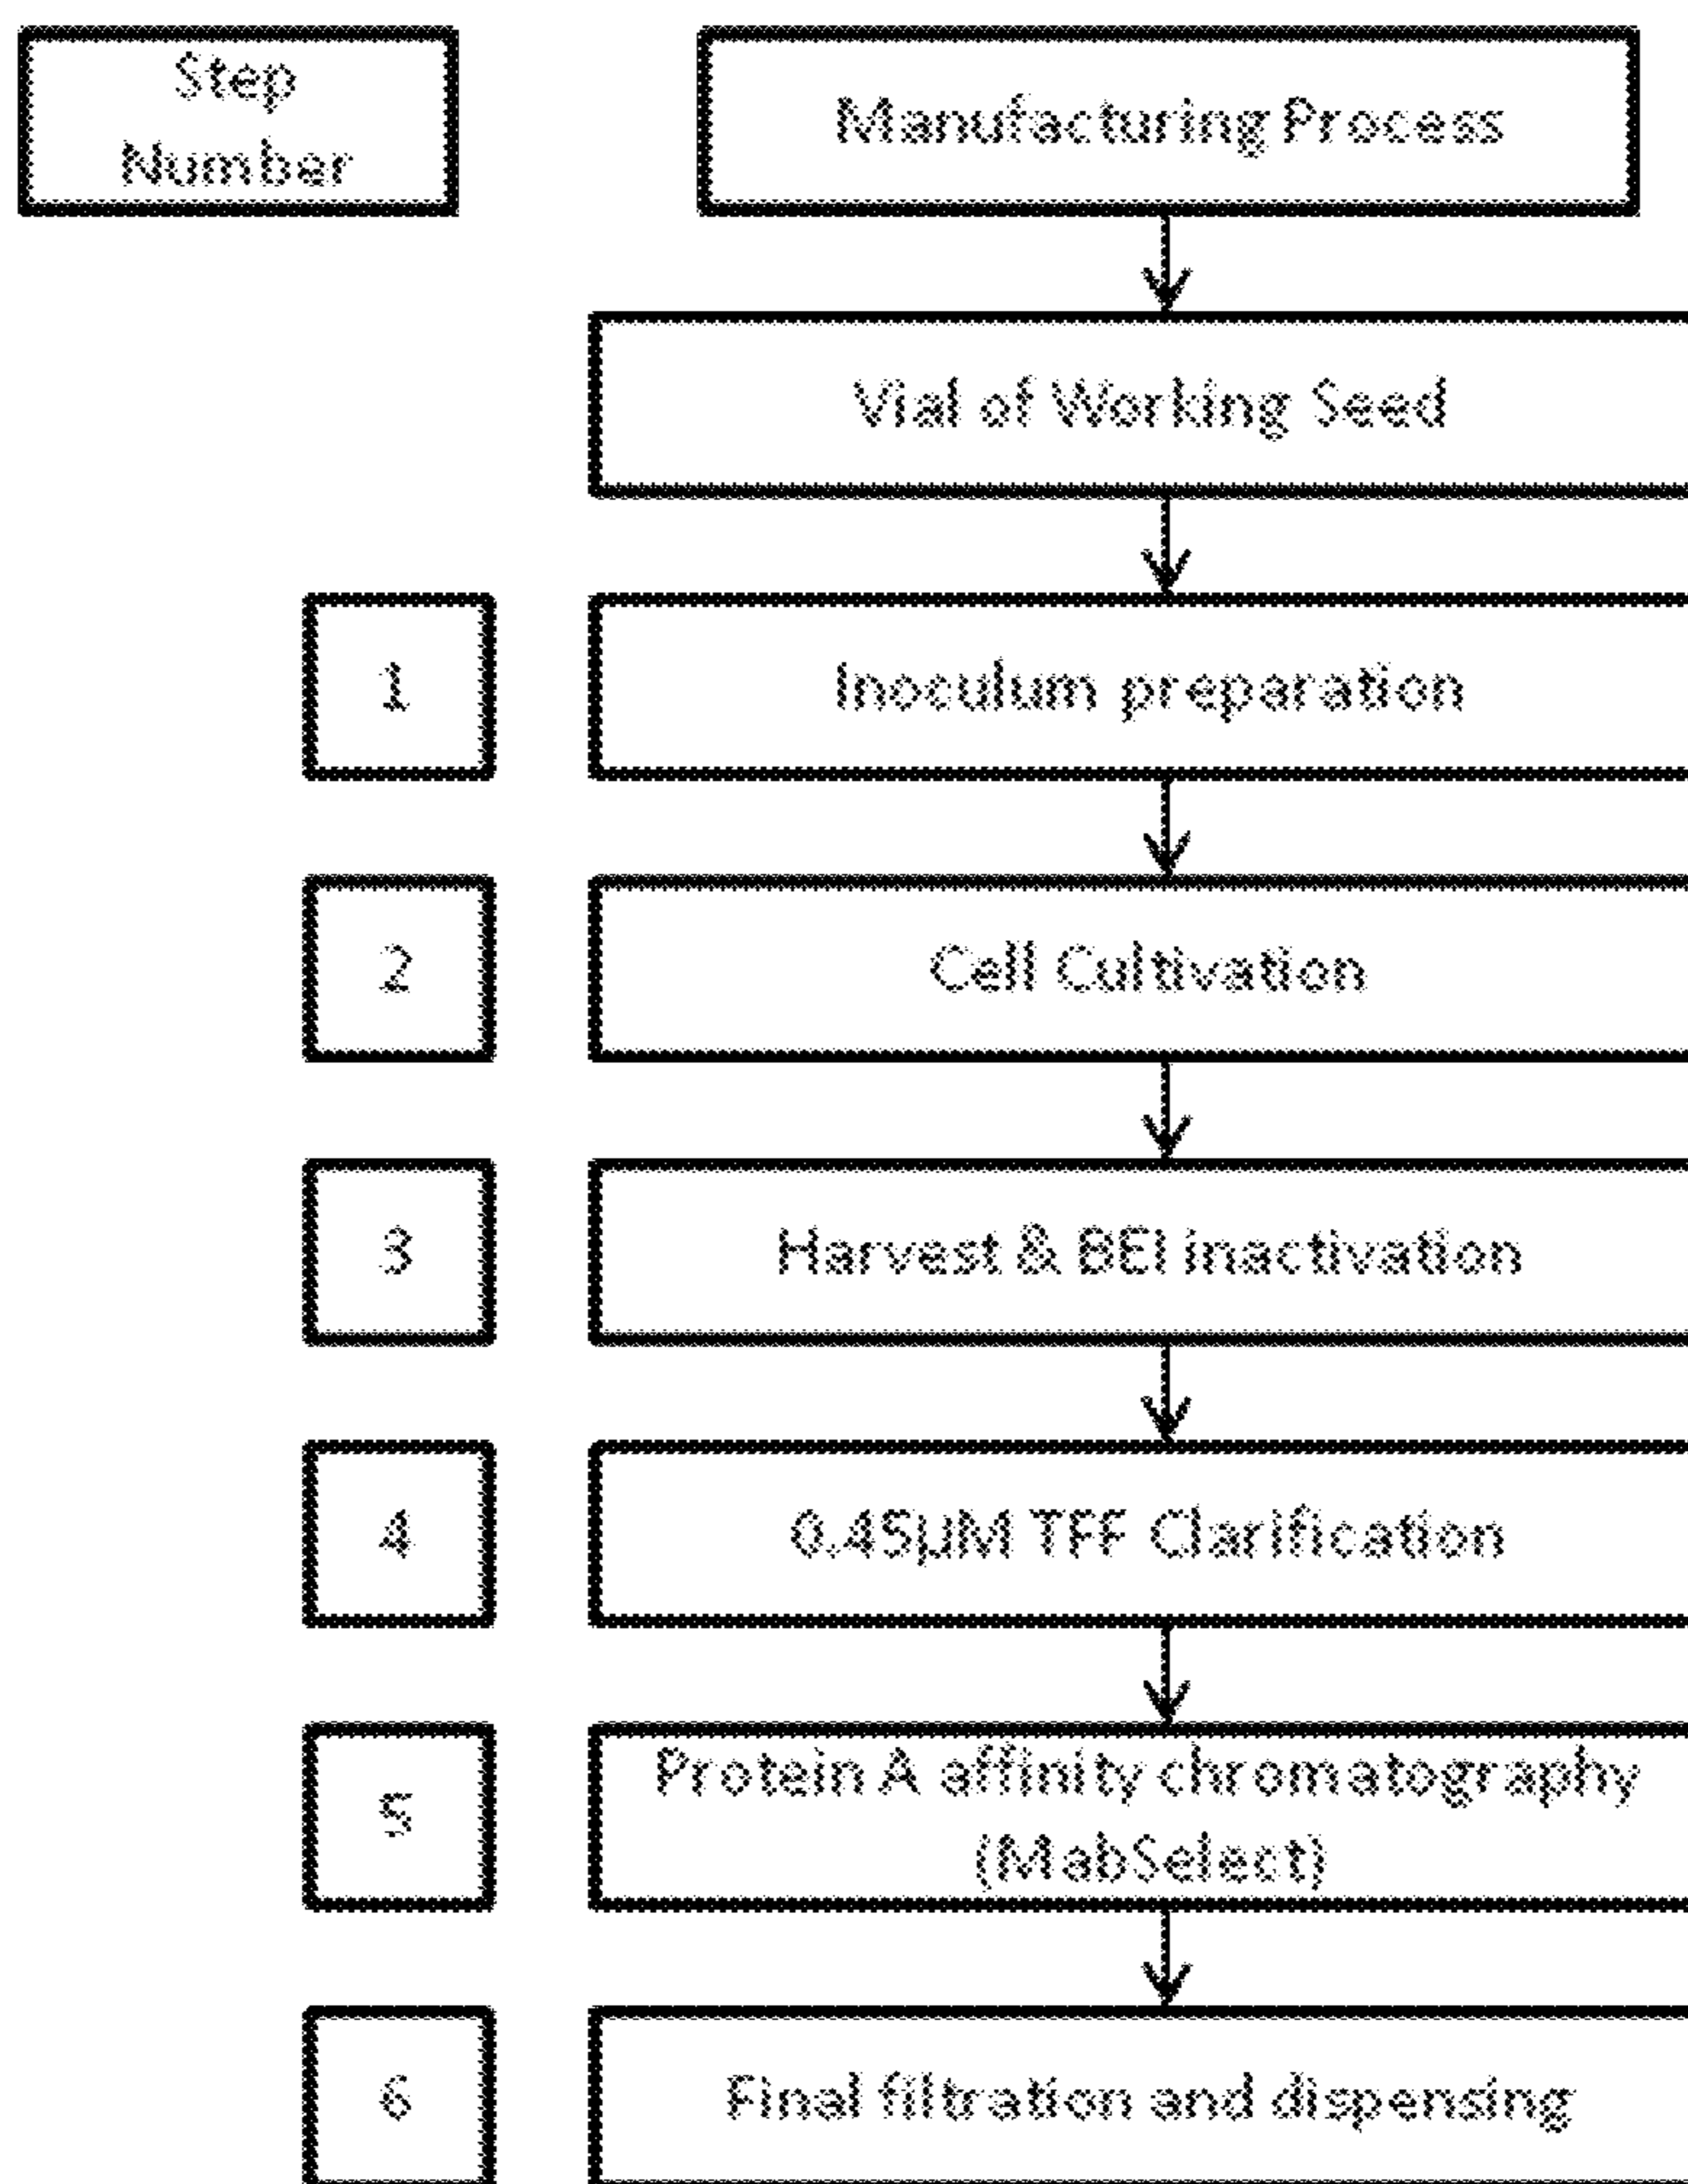 Step
Number
Manufacturing Process
Vial of Working Seed
1
Inoculum preparation
2
Cell Cultivation
3
Harvest & BEI inactivation
4
0.45µM TFF Clarification
5
Protein A affinity chromatography
(MabSelect)
6
Final filtration and dispensing